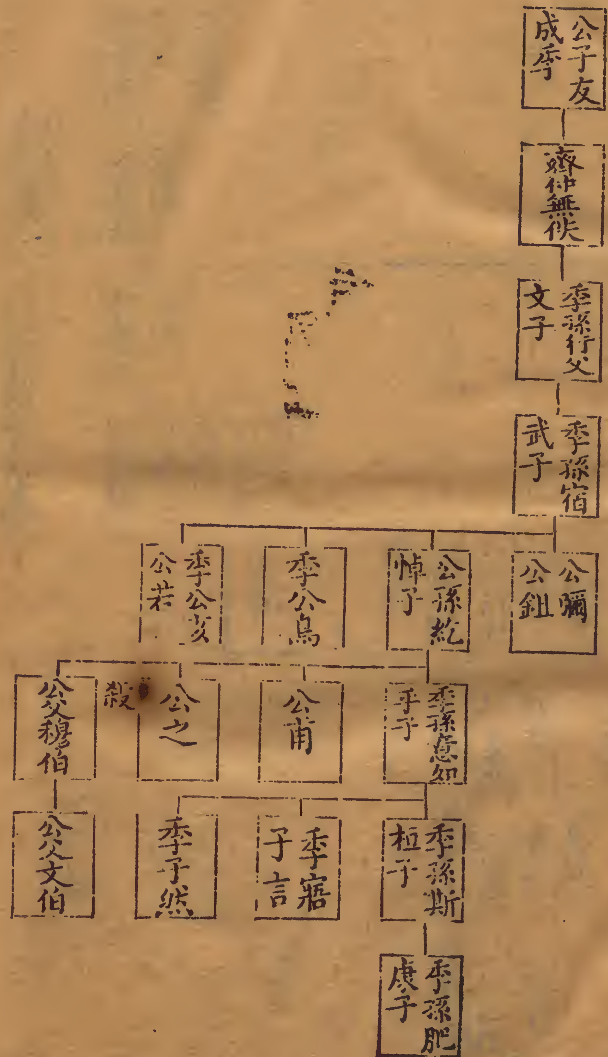 公子友
成季
齊仲無佚
季孫行父
文子
季孫宿
武子
公彌
公鉏
公孫紇
悼子
季公鳥
季公亥
公若
季孫意如
平子
公甫
公之
殺
公父穆伯
季孫斯
桓子
季寤
子言
季子然
公父文伯
季孫肥
康子